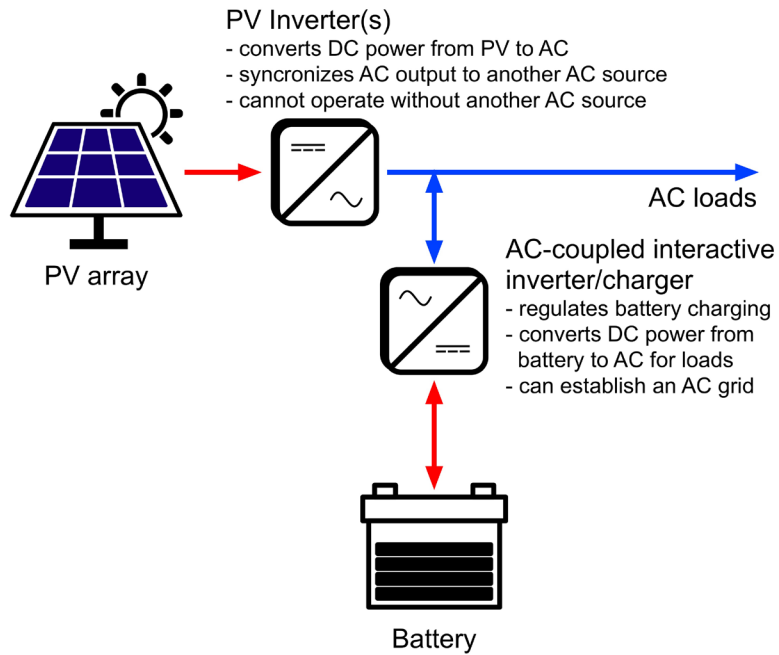 PV Inverter(s)
- converts DC power from PV to AC
- syncronizes AC output to another AC source
- cannot operate without another AC source
AC loads
PV array
AC-coupled interactive
inverter/charger
- regulates battery charging
- converts DC power from
battery to AC for loads
- can establish an AC grid
Battery